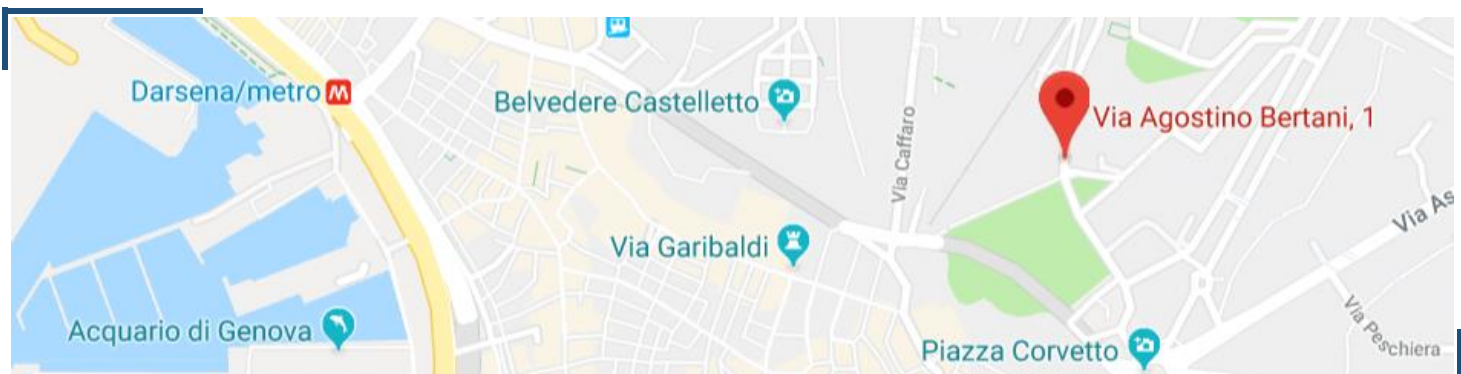 Darsena/metro M
Belvedere Castelletto
Via Agostino Bertani, 1
Via Caffaro
Via As
Via Garibaldi
Acquario di Genova
Piazza Corvetto
Via Peschiera